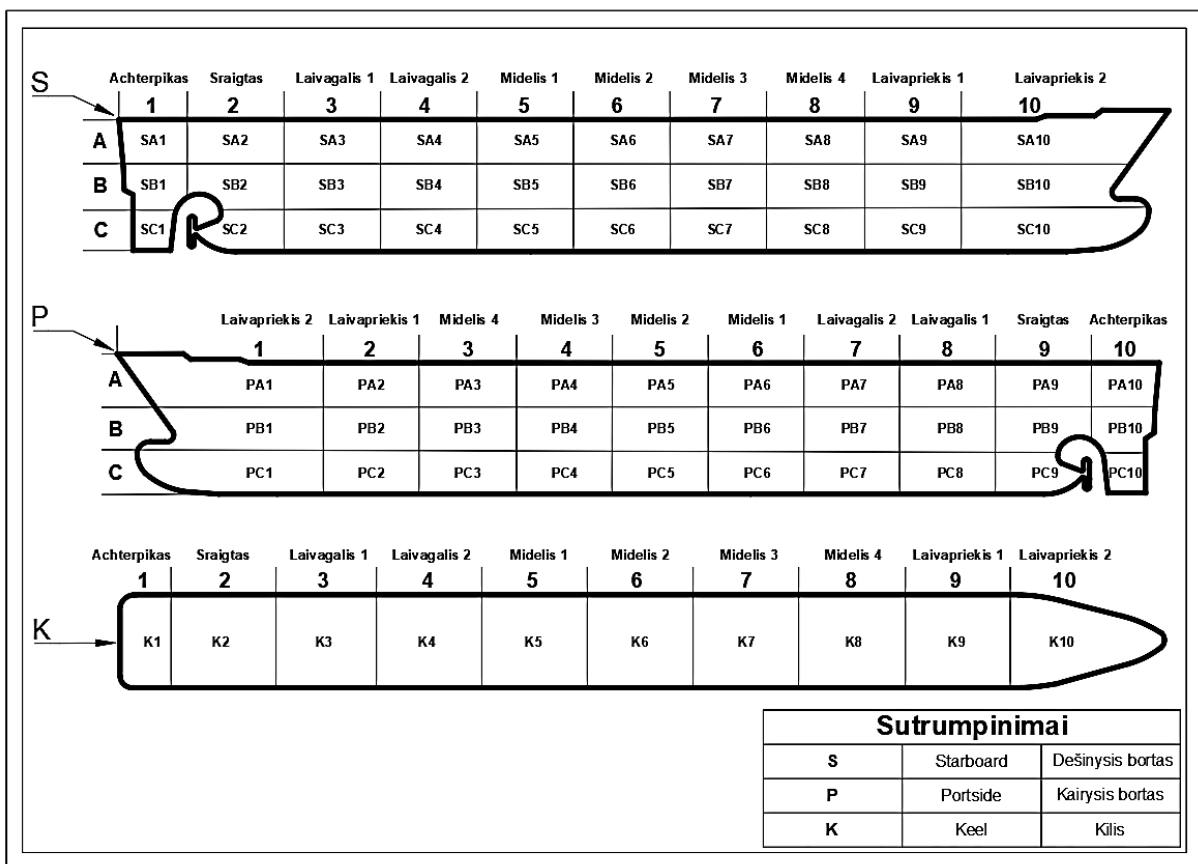 Achterpikas Sraigtas Laivagalis 1 Laivagalis 2 Midelis 1 Midelis 2 Midelis 3 Midelis 4 Laivapriekis 1 Laivapriekis 2
S 1 2 3 4 5 6 7 8 9 10
A SA1 SA2 SA3 SA4 SA5 SA6 SA7 SA8 SA9 SA10
B SB1 SB2 SB3 SB4 SB5 SB6 SB7 SB8 SB9 SB10
C SC1 SC2 SC3 SC4 SC5 SC6 SC7 SC8 SC9 SC10
P Laivapriekis 2 Laivapriekis 1 Midelis 4 Midelis 3 Midelis 2 Midelis 1 Laivagalis 2 Laivagalis 1 Sraigtas Achterpikas
1 2 3 4 5 6 7 8 9 10
A PA1 PA2 PA3 PA4 PA5 PA6 PA7 PA8 PA9 PA10
B PB1 PB2 PB3 PB4 PB5 PB6 PB7 PB8 PB9 PB10
C PC1 PC2 PC3 PC4 PC5 PC6 PC7 PC8 PC9 PC10
Achterpikas Sraigtas Laivagalis 1 Laivagalis 2 Midelis 1 Midelis 2 Midelis 3 Midelis 4 Laivapriekis 1 Laivapriekis 2
1 2 3 4 5 6 7 8 9 10
K K1 K2 K3 K4 K5 K6 K7 K8 K9 K10
Sutrumpinimai
S Starboard Dešinysis bortas
P Portside Kairysis bortas
K Keel Kilis